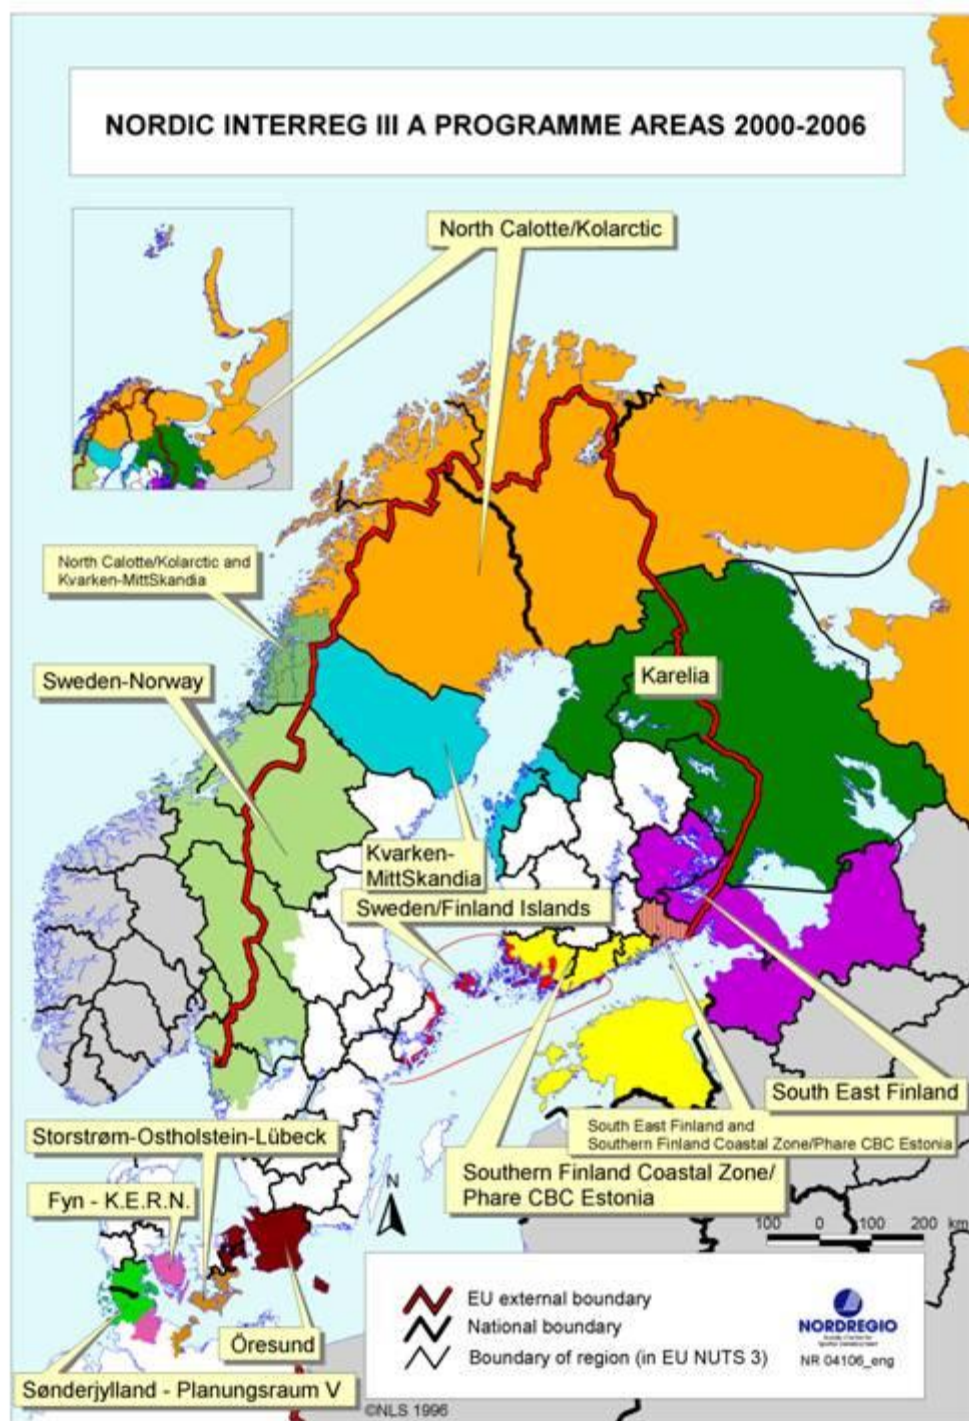 NORDIC INTERREG III A PROGRAMME AREAS 2000-2006
North Calotte/Kolarctic
North Calotte/Kolarctic and
Kvarken-MittSkandia
Sweden-Norway
Karelia
Kvarken-
MittSkandia
Sweden/Finland Islands
South East Finland
South East Finland and
Southern Finland Coastal Zone/Phare CBC Estonia
Southern Finland Coastal Zone/
Phare CBC Estonia
Storstrøm-Ostholstein-Lübeck
Fyn - K.E.R.N.
N
100 0 100 200 km
EU external boundary
National boundary
Boundary of region (in EU NUTS 3)
NORDREGIO
NR 04106_eng
Öresund
Sønderjylland - Planungsraum V
©NLS 1996